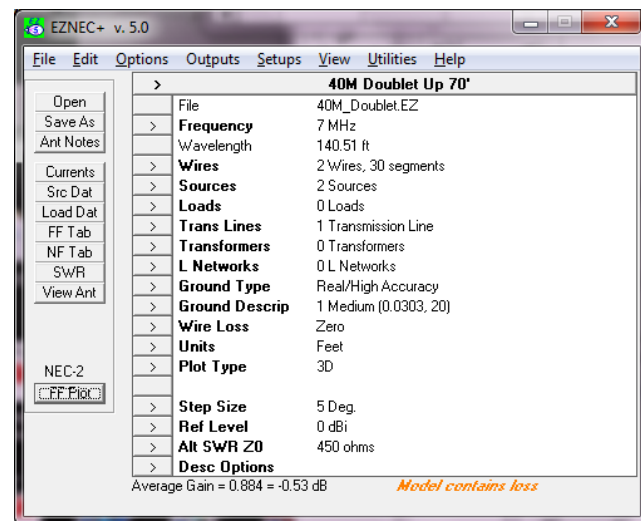 EZNEC+ v. 5.0
File Edit Options Outputs Setups View Utilities Help
> 40M Doublet Up 70'
Open
Save As
Ant Notes
Currents
Src Dat
Load Dat
FF Tab
NF Tab
SWR
View Ant
NEC-2
FF Plot
File 40M_Doublet.EZ
> Frequency 7 MHz
Wavelength 140.51 ft
> Wires 2 Wires, 30 segments
> Sources 2 Sources
> Loads 0 Loads
> Trans Lines 1 Transmission Line
> Transformers 0 Transformers
> L Networks 0 L Networks
> Ground Type Real/High Accuracy
> Ground Descrip 1 Medium (0.0303, 20)
> Wire Loss Zero
> Units Feet
> Plot Type 3D
> Step Size 5 Deg.
> Ref Level 0 dBi
> Alt SWR Z0 450 ohms
> Desc Options
Average Gain = 0.884 = -0.53 dB Model contains loss